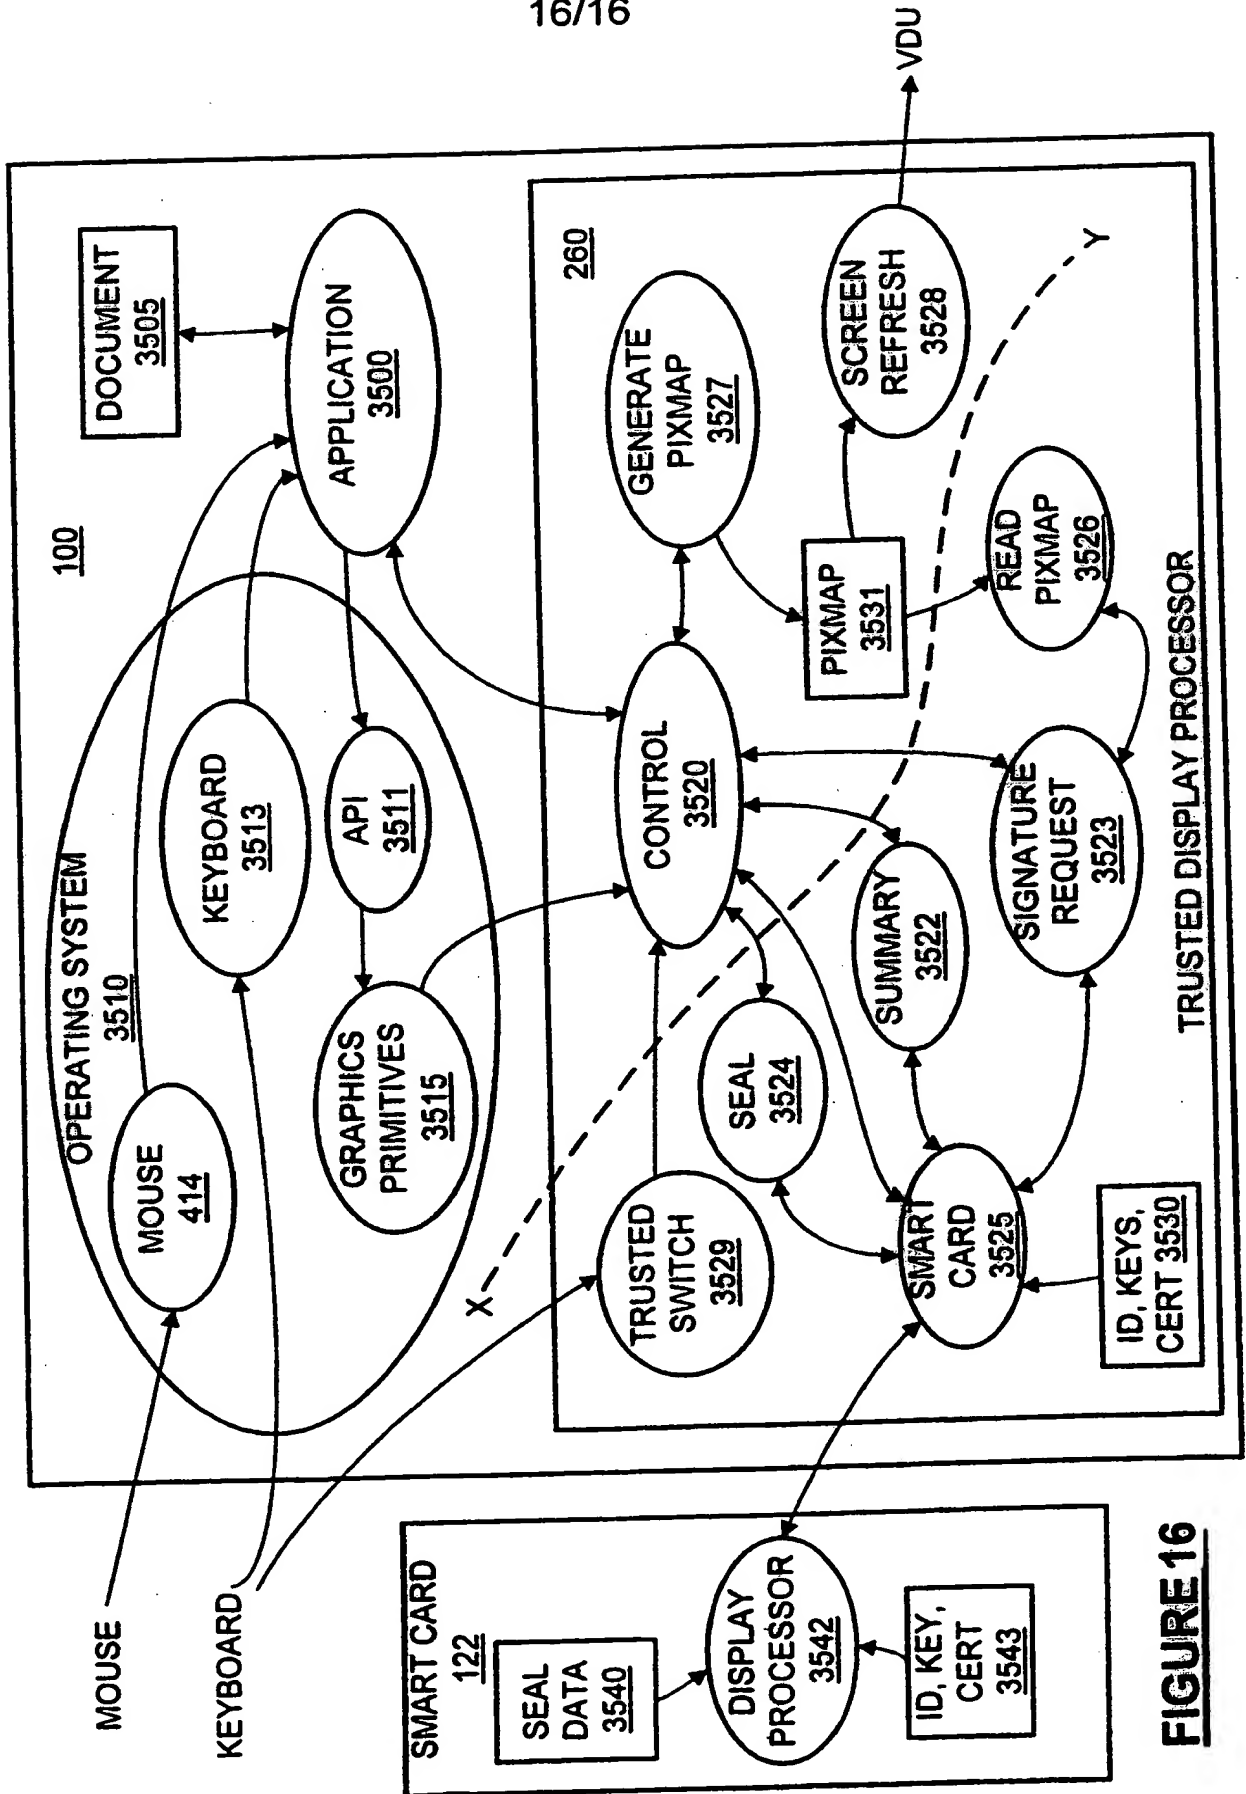 16/16
MOUSE
KEYBOARD
100
OPERATING SYSTEM
3510
MOUSE
414
KEYBOARD
3513
API
3511
GRAPHICS
PRIMITIVES
3515
DOCUMENT
3505
APPLICATION
3500
X
Y
260
TRUSTED
SWITCH
3529
CONTROL
3520
GENERATE
PIXMAP
3527
PIXMAP
3531
SCREEN
REFRESH
3528
VDU
READ
PIXMAP
3526
SEAL
3524
SUMMARY
3522
SIGNATURE
REQUEST
3523
SMART
CARD
3525
ID, KEYS,
CERT 3530
TRUSTED DISPLAY PROCESSOR
SMART CARD
122
SEAL
DATA
3540
DISPLAY
PROCESSOR
3542
ID, KEY,
CERT
3543
FIGURE 16